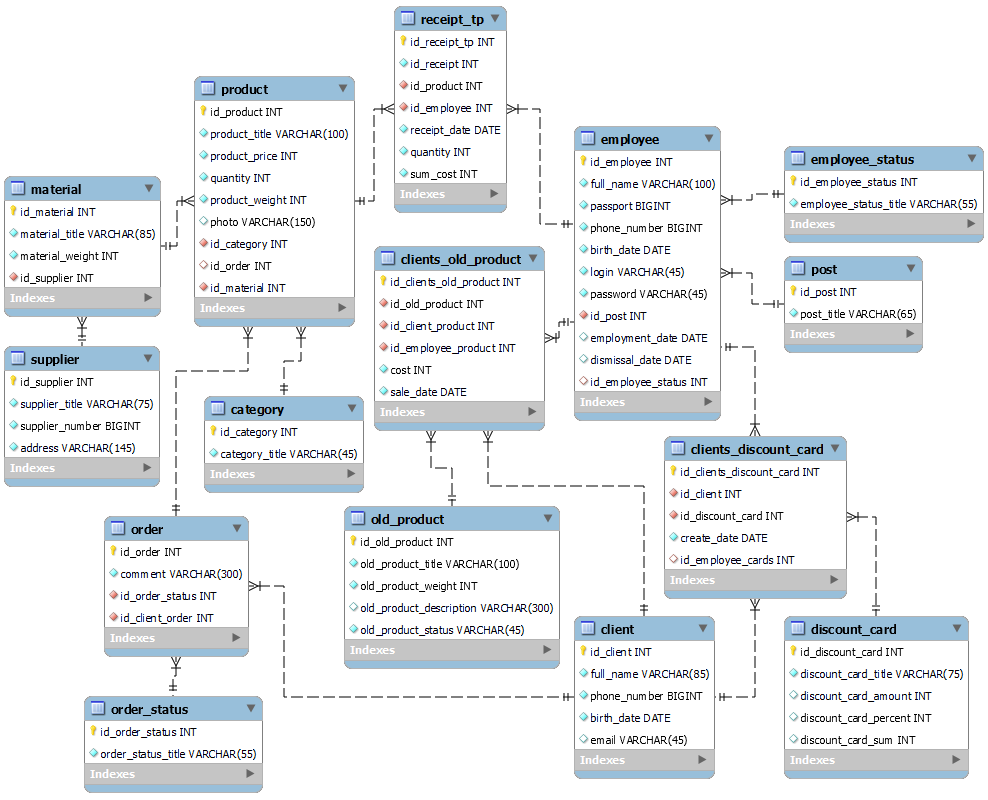 receipt_tp
id_receipt_tp INT
id_receipt INT
id_product INT
id_employee INT
receipt_date DATE
quantity INT
sum_cost INT
Indexes
product
id_product INT
product_title VARCHAR(100)
product_price INT
quantity INT
product_weight INT
photo VARCHAR(150)
id_category INT
id_order INT
id_material INT
Indexes
employee
id_employee INT
full_name VARCHAR(100)
passport BIGINT
phone_number BIGINT
birth_date DATE
login VARCHAR(45)
password VARCHAR(45)
id_post INT
employment_date DATE
dismissal_date DATE
id_employee_status INT
Indexes
employee_status
id_employee_status INT
employee_status_title VARCHAR(55)
Indexes
material
id_material INT
material_title VARCHAR(85)
material_weight INT
id_supplier INT
Indexes
clients_old_product
id_clients_old_product INT
id_old_product INT
id_client_product INT
id_employee_product INT
cost INT
sale_date DATE
Indexes
post
id_post INT
post_title VARCHAR(65)
Indexes
supplier
id_supplier INT
supplier_title VARCHAR(75)
supplier_number BIGINT
address VARCHAR(145)
Indexes
category
id_category INT
category_title VARCHAR(45)
Indexes
clients_discount_card
id_clients_discount_card INT
id_client INT
id_discount_card INT
create_date DATE
id_employee_cards INT
Indexes
old_product
id_old_product INT
old_product_title VARCHAR(100)
old_product_weight INT
old_product_description VARCHAR(300)
old_product_status VARCHAR(45)
Indexes
order
id_order INT
comment VARCHAR(300)
id_order_status INT
id_client_order INT
Indexes
client
id_client INT
full_name VARCHAR(85)
phone_number BIGINT
birth_date DATE
email VARCHAR(45)
Indexes
discount_card
id_discount_card INT
discount_card_title VARCHAR(75)
discount_card_amount INT
discount_card_percent INT
discount_card_sum INT
Indexes
order_status
id_order_status INT
order_status_title VARCHAR(55)
Indexes